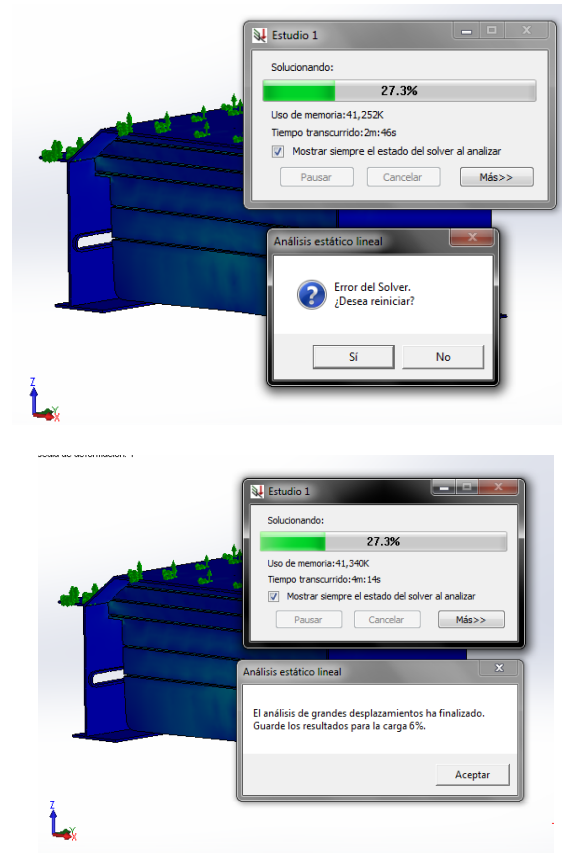 Estudio 1
Solucionando:
27.3%
Uso de memoria:41,252K
Tiempo transcurrido:2m:46s
Mostrar siempre el estado del solver al analizar
Pausar Cancelar Más>>
Análisis estático lineal
Error del Solver.
¿Desea reiniciar?
Sí No
Z
Y
X
Estudio 1
Solucionando:
27.3%
Uso de memoria:41,340K
Tiempo transcurrido:4m:14s
Mostrar siempre el estado del solver al analizar
Pausar Cancelar Más>>
Análisis estático lineal
El análisis de grandes desplazamientos ha finalizado.
Guarde los resultados para la carga 6%.
Aceptar
Z
Y
X